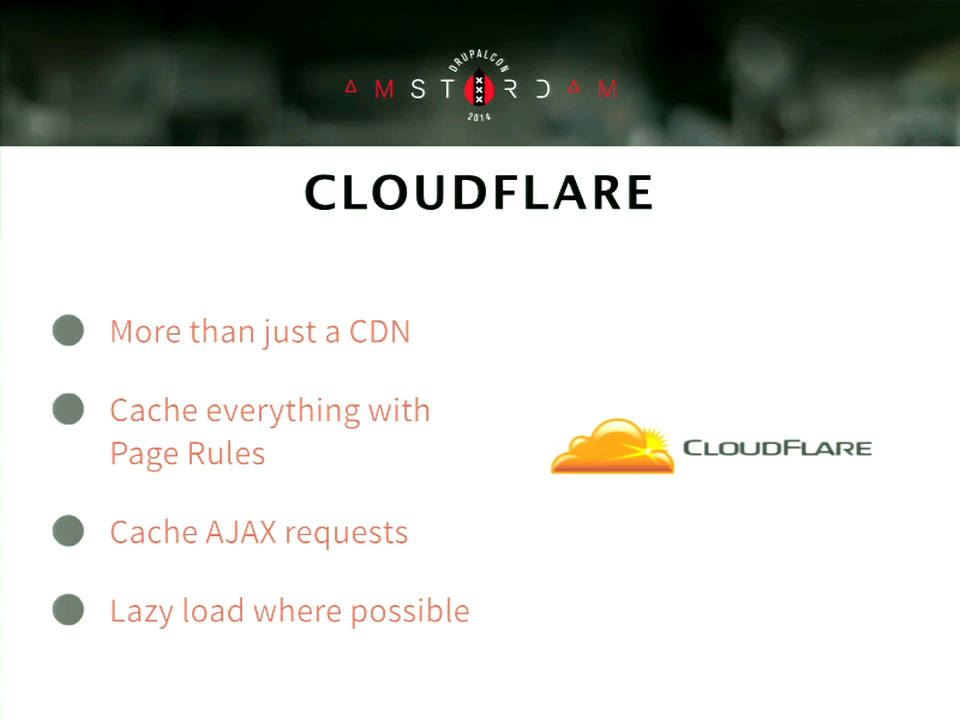 DRUPALCON
AMSTERDAM
2014
CLOUDFLARE
More than just a CDN
Cache everything with
Page Rules
CLOUDFLARE
Cache AJAX requests
Lazy load where possible